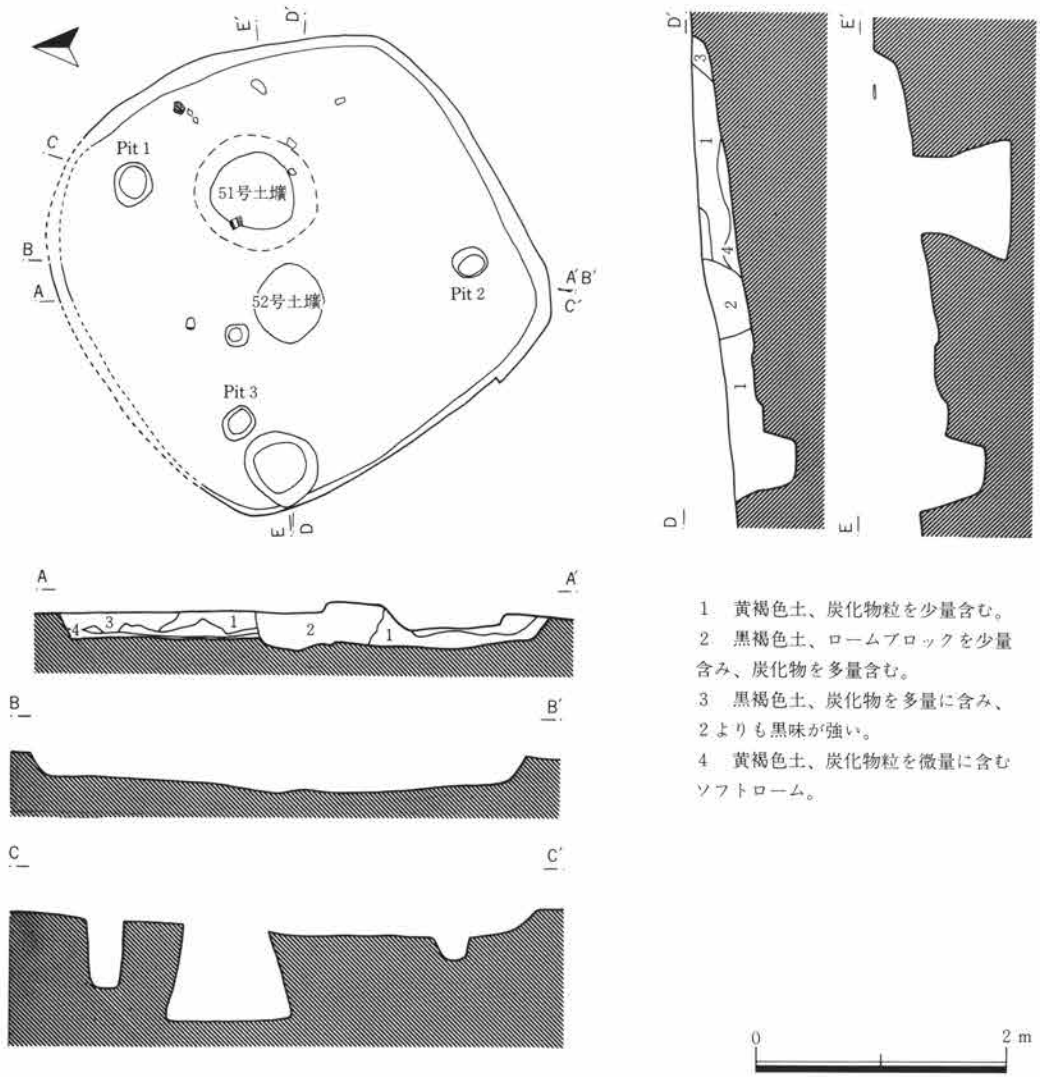 E′
D′
C
Pit 1
51号土壙
B
A
52号土壙
Pit 2
A′B′
C′
Pit 3
E
D
D′
3
1
4
2
1
D
E′
E
A
A′
4
3
1
2
1
B
B′
C
C′
1 黄褐色土、炭化物粒を少量含む。
2 黒褐色土、ロームブロックを少量
含み、炭化物を多量含む。
3 黒褐色土、炭化物を多量に含み、
2よりも黒味が強い。
4 黄褐色土、炭化物粒を微量に含む
ソフトローム。
0
2 m